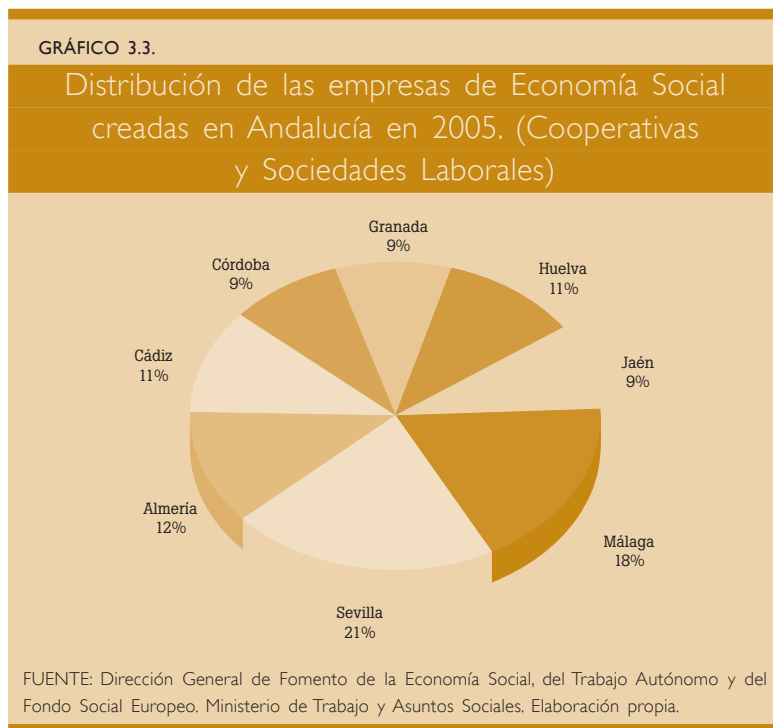 GRÁFICO 3.3.
Distribución de las empresas de Economía Social
creadas en Andalucía en 2005. (Cooperativas
y Sociedades Laborales)
Granada
9%
Córdoba
9%
Huelva
11%
Cádiz
11%
Jaén
9%
Almería
12%
Málaga
18%
Sevilla
21%
FUENTE: Dirección General de Fomento de la Economía Social, del Trabajo Autónomo y del
Fondo Social Europeo. Ministerio de Trabajo y Asuntos Sociales. Elaboración propia.